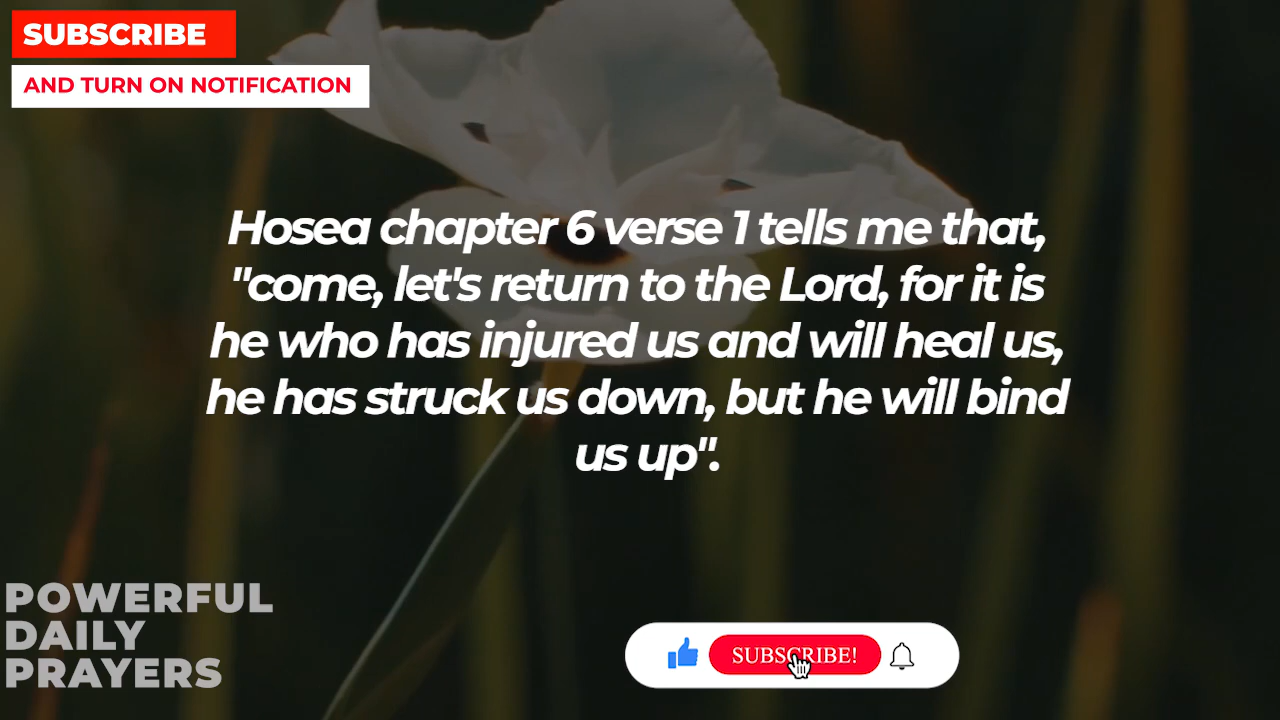 SUBSCRIBE
AND TURN ON NOTIFICATION
Hosea chapter 6 verse 1 tells me that,
"come, let's return to the Lord, for it is
he who has injured us and will heal us,
he has struck us down, but he will bind
us up".
POWERFUL
DAILY
PRAYERS
SUBSCRIBE!